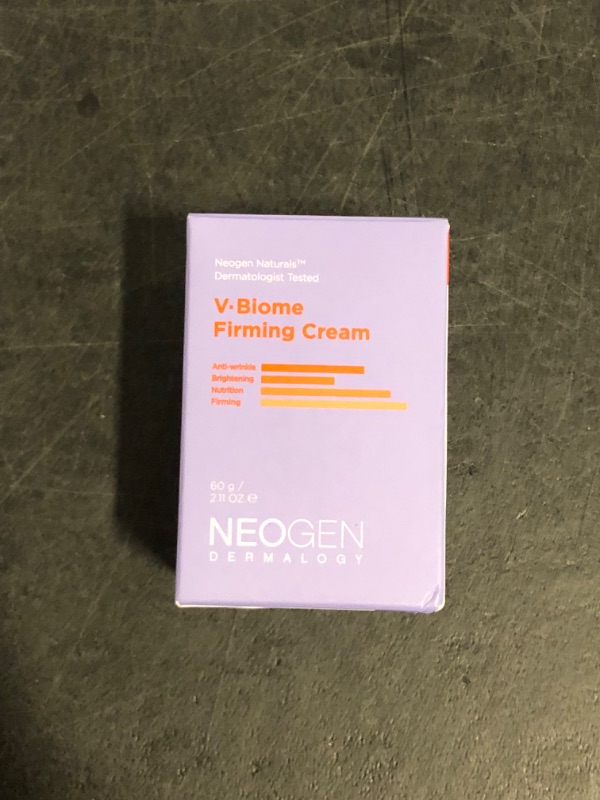 Neogen Naturals™
Dermatologist Tested
V·Biome
Firming Cream
Anti-wrinkle
Brightening
Nutrition
Firming
60 g /
2.11 OZ. ℮
NEOGEN
DERMALOGY